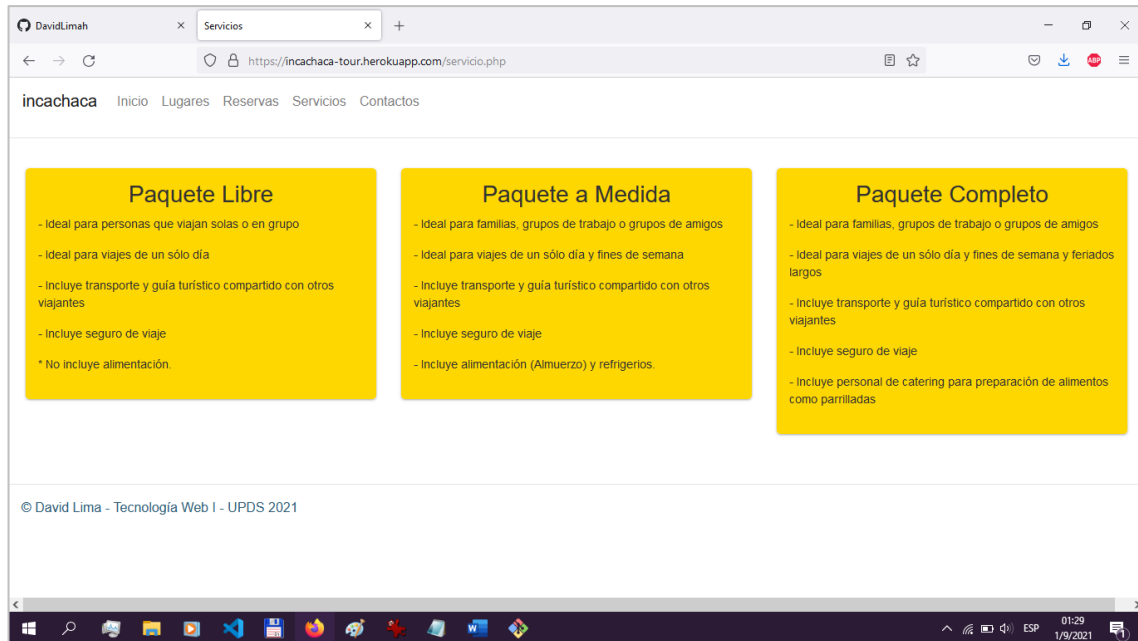 DavidLimah
Servicios
https://incachaca-tour.herokuapp.com/servicio.php
ABP
incachaca Inicio Lugares Reservas Servicios Contactos
Paquete Libre
- Ideal para personas que viajan solas o en grupo
- Ideal para viajes de un sólo día
- Incluye transporte y guía turístico compartido con otros
viajantes
- Incluye seguro de viaje
* No incluye alimentación.
Paquete a Medida
- Ideal para familias, grupos de trabajo o grupos de amigos
- Ideal para viajes de un sólo día y fines de semana
- Incluye transporte y guía turístico compartido con otros
viajantes
- Incluye seguro de viaje
- Incluye alimentación (Almuerzo) y refrigerios.
Paquete Completo
- Ideal para familias, grupos de trabajo o grupos de amigos
- Ideal para viajes de un sólo día y fines de semana y feriados
largos
- Incluye transporte y guía turístico compartido con otros
viajantes
- Incluye seguro de viaje
- Incluye personal de catering para preparación de alimentos
como parrilladas
© David Lima - Tecnología Web I - UPDS 2021
ESP
01:29
1/9/2021